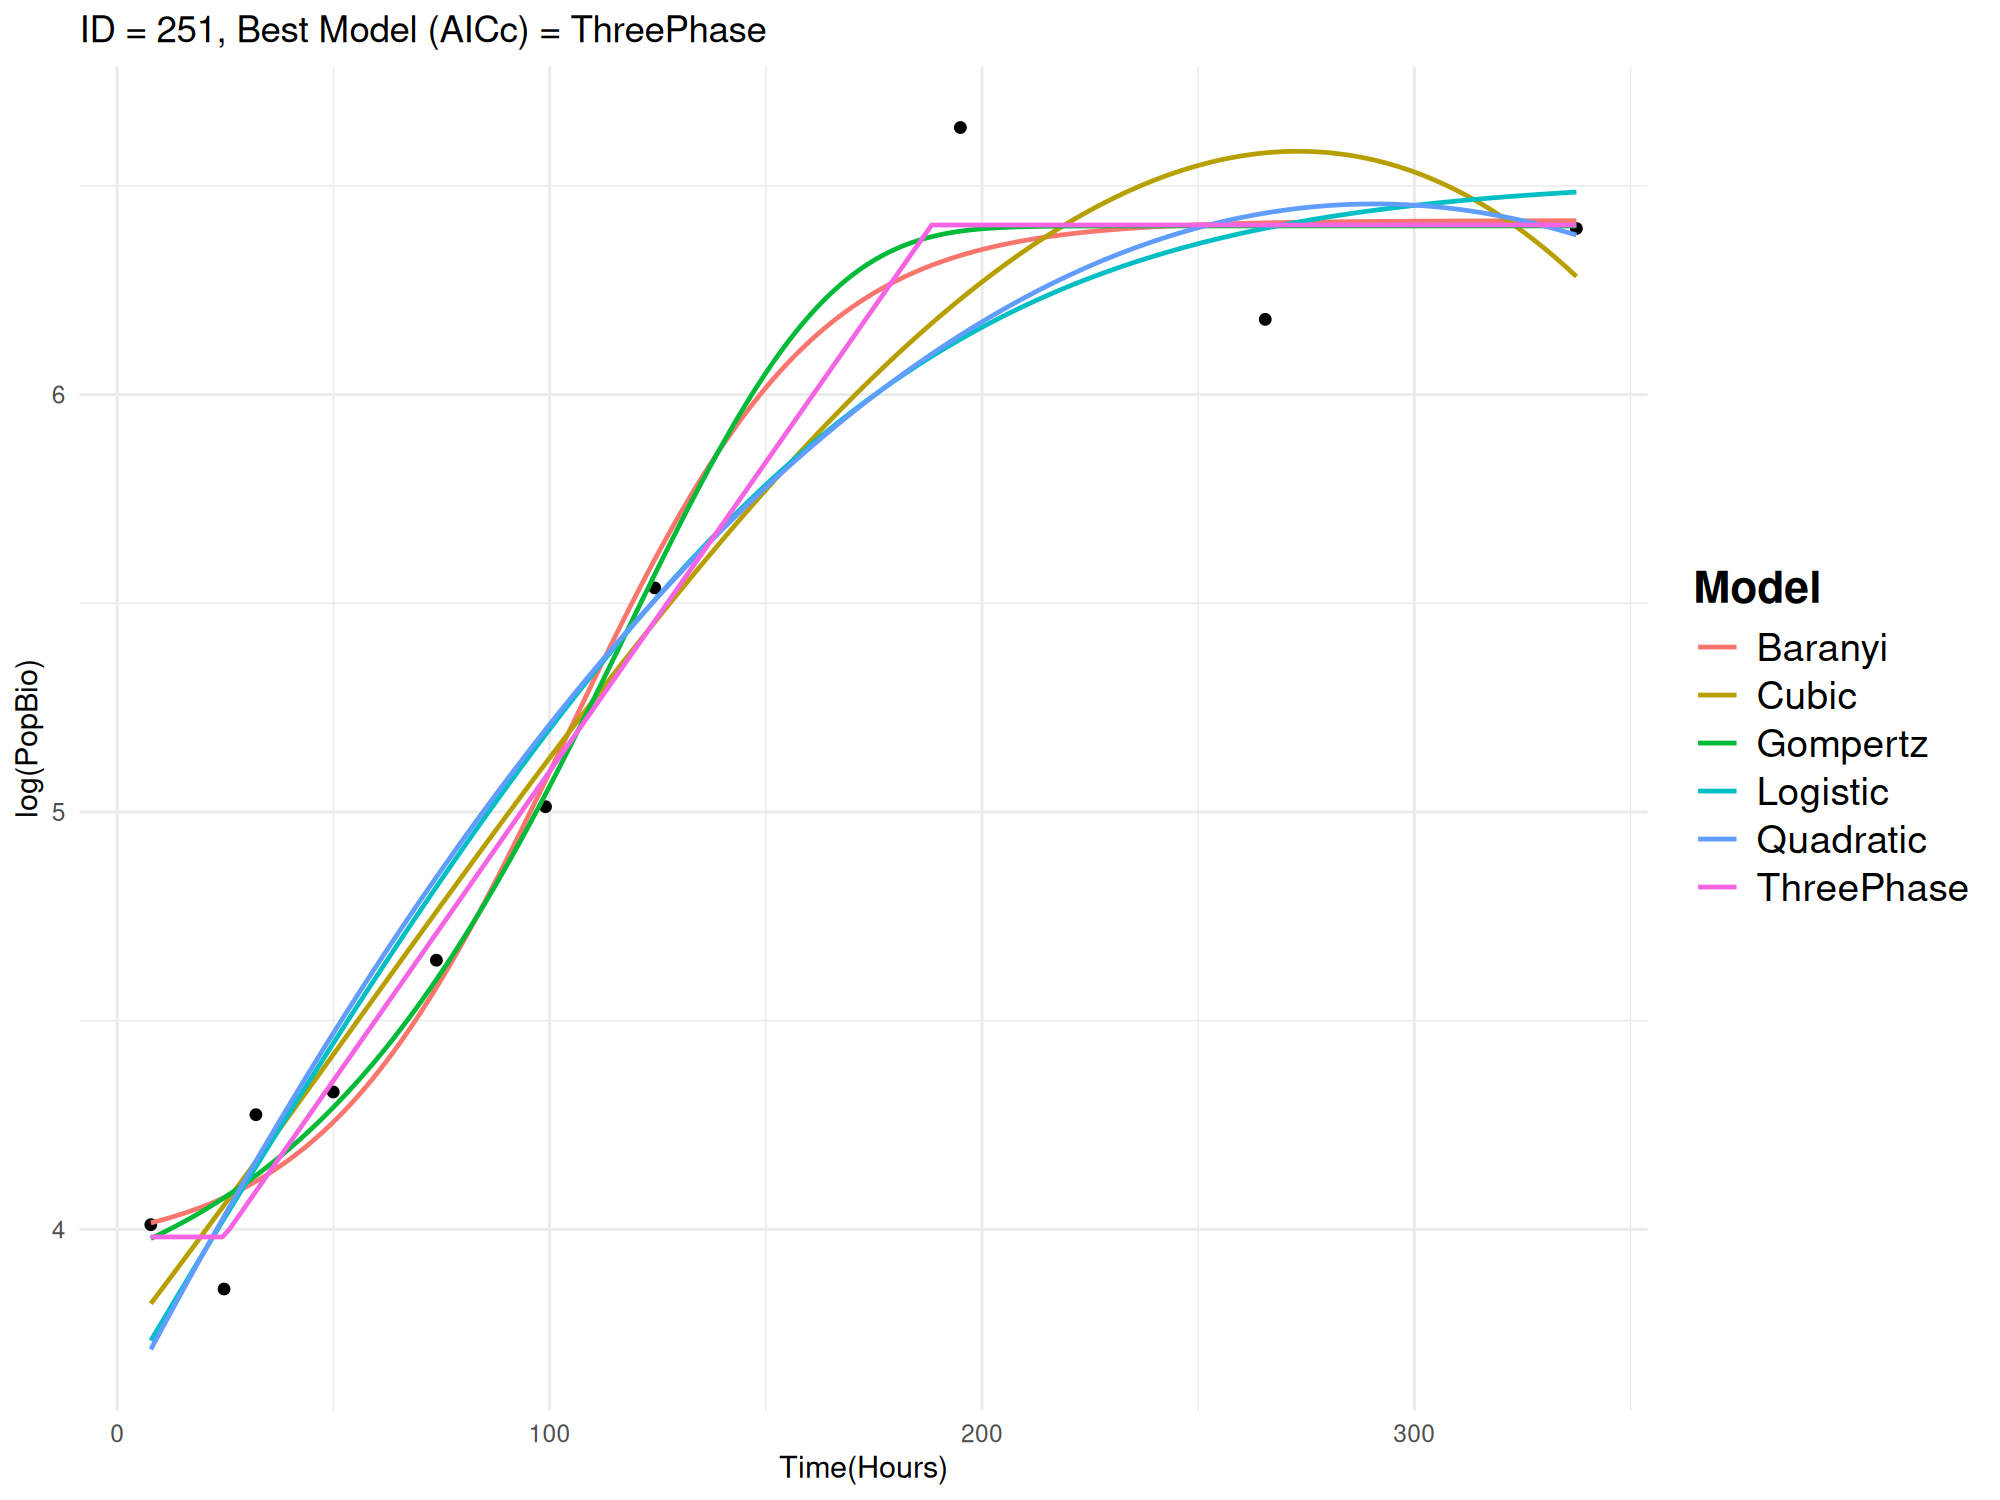 ID = 251, Best Model (AICc) = ThreePhase
log(PopBio)
6
5
4
0
100
200
300
Time(Hours)
Model
Baranyi
Cubic
Gompertz
Logistic
Quadratic
ThreePhase